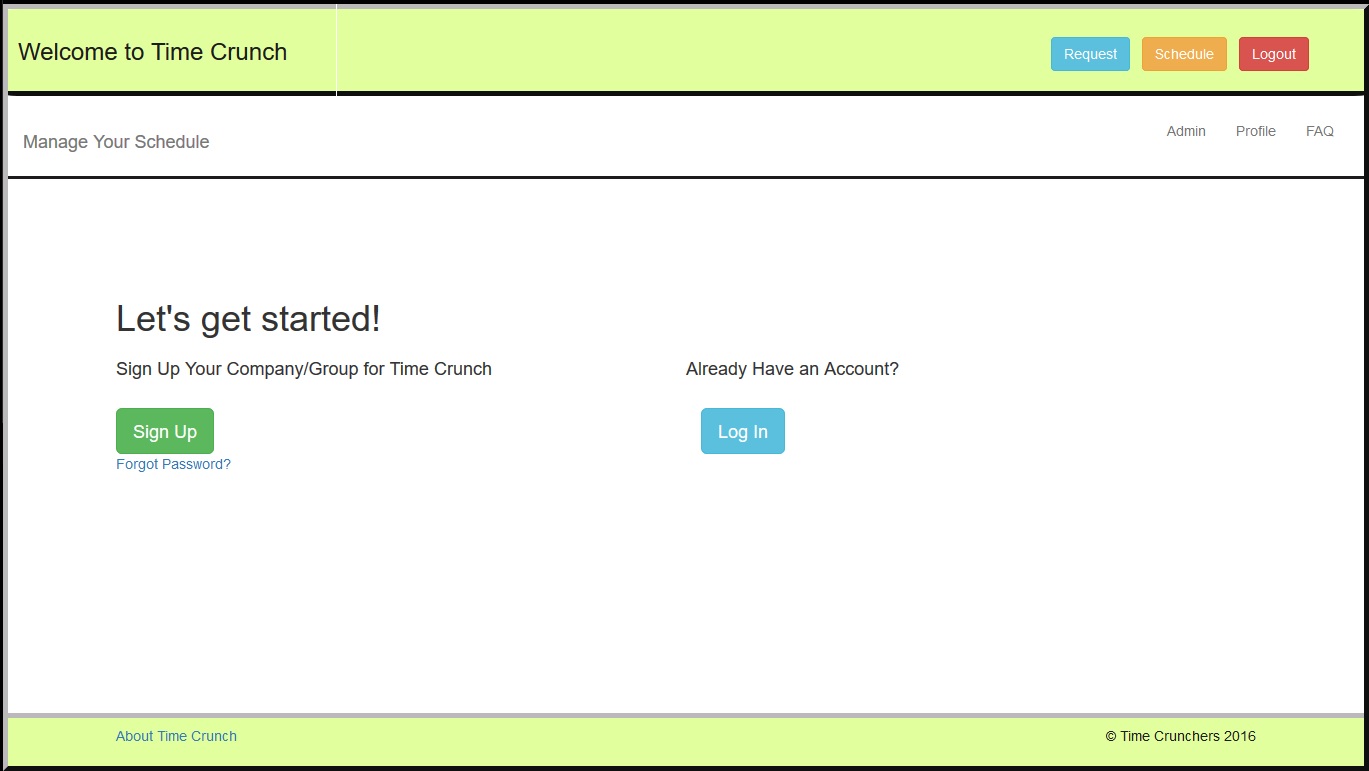 Welcome to Time Crunch
Request Schedule Logout
Manage Your Schedule
Admin Profile FAQ
Let's get started!
Sign Up Your Company/Group for Time Crunch
Already Have an Account?
Sign Up
Log In
Forgot Password?
About Time Crunch
© Time Crunchers 2016